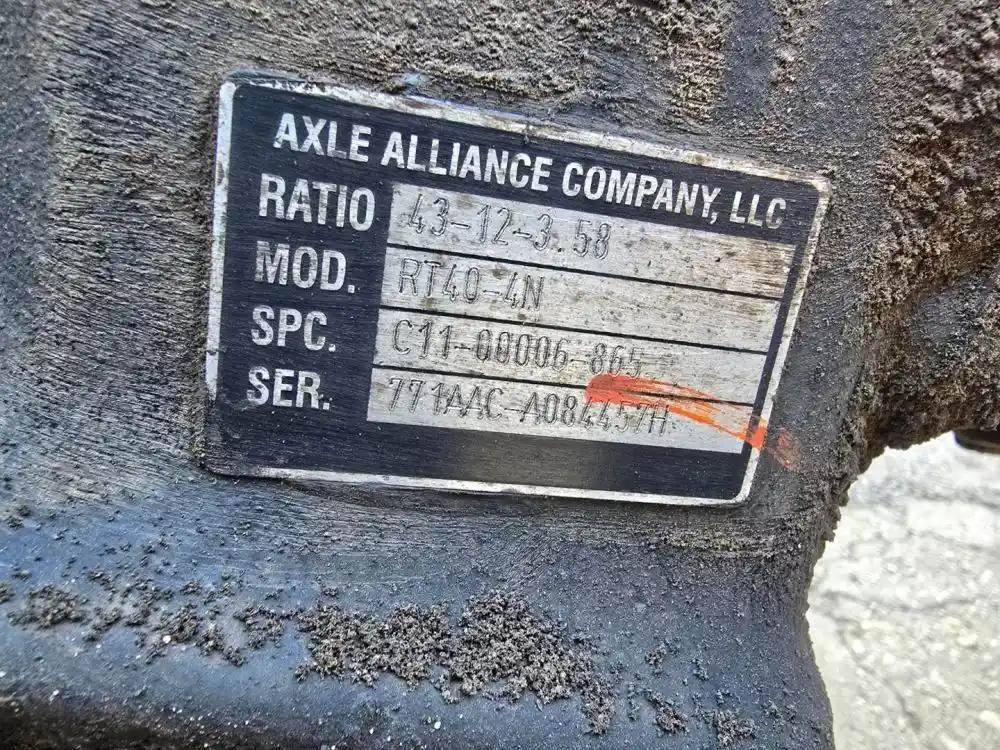 AXLE ALLIANCE COMPANY, LLC
RATIO 43-12-3.58
MOD. RT40-4N
SPC. C11-00006-865
SER. 771AAC-A084457H